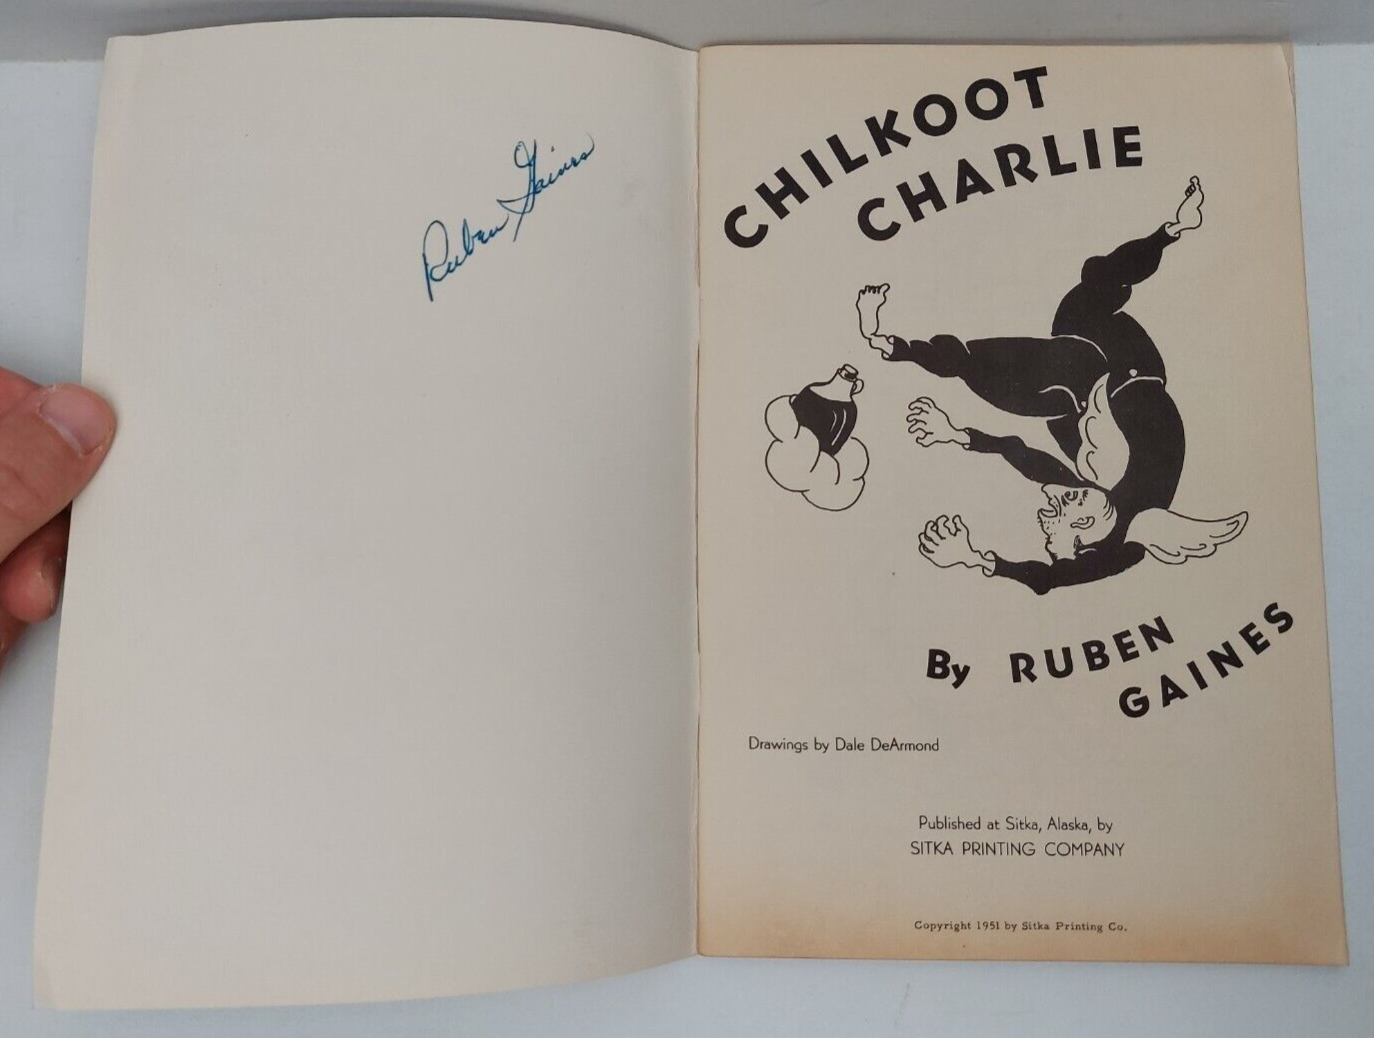 Ruben Gaines
CHILKOOT
CHARLIE
By RUBEN
GAINES
Drawings by Dale DeArmond
Published at Sitka, Alaska, by
SITKA PRINTING COMPANY
Copyright 1951 by Sitka Printing Co.